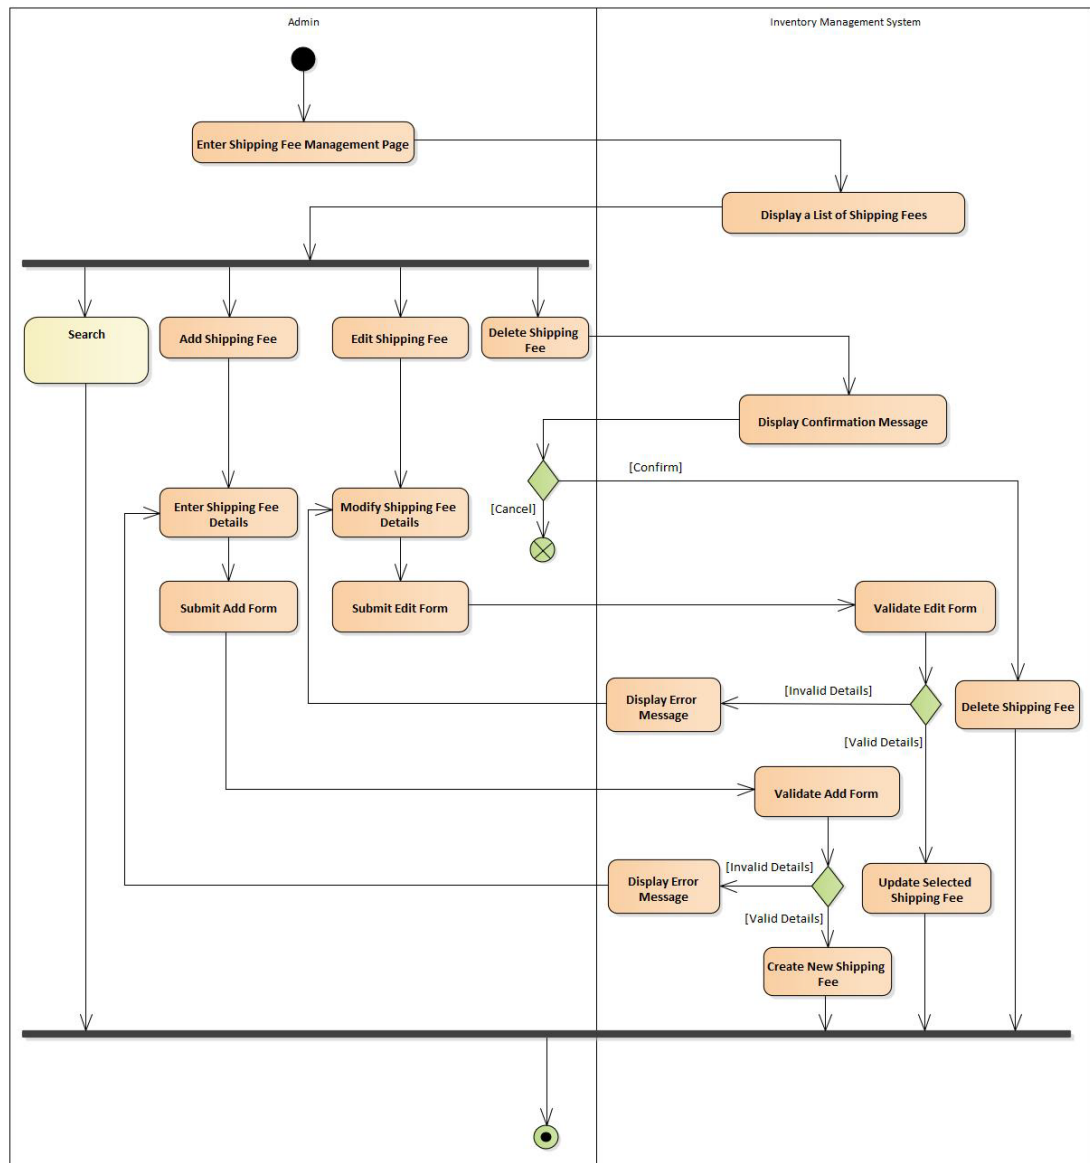 Admin
Inventory Management System
Enter Shipping Fee Management Page
Display a List of Shipping Fees
Search
Add Shipping Fee
Edit Shipping Fee
Delete Shipping
Fee
Display Confirmation Message
[Confirm]
[Cancel]
Enter Shipping Fee
Details
Modify Shipping Fee
Details
Submit Add Form
Submit Edit Form
Validate Edit Form
[Invalid Details]
Display Error
Message
Delete Shipping Fee
[Valid Details]
Validate Add Form
[Invalid Details]
Display Error
Message
Update Selected
Shipping Fee
[Valid Details]
Create New Shipping
Fee